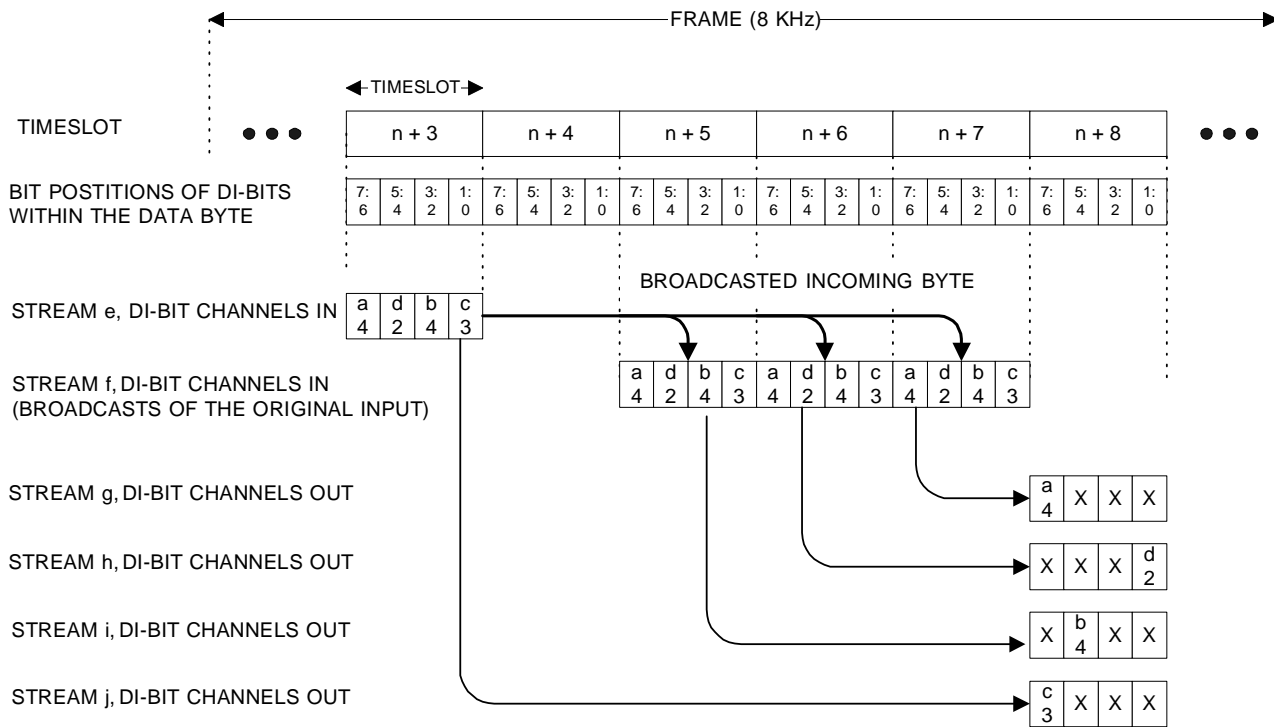 FRAME (8 KHz)
TIMESLOT
TIMESLOT
n + 3 n + 4 n + 5 n + 6 n + 7 n + 8
BIT POSTITIONS OF DI-BITS
WITHIN THE DATA BYTE
7: 5: 3: 1: 7: 5: 3: 1: 7: 5: 3: 1: 7: 5: 3: 1: 7: 5: 3: 1: 7: 5: 3: 1:
6 4 2 0 6 4 2 0 6 4 2 0 6 4 2 0 6 4 2 0 6 4 2 0
BROADCASTED INCOMING BYTE
STREAM e, DI-BIT CHANNELS IN
a d b c
4 2 4 3
STREAM f, DI-BIT CHANNELS IN
(BROADCASTS OF THE ORIGINAL INPUT)
a d b c a d b c a d b c
4 2 4 3 4 2 4 3 4 2 4 3
STREAM g, DI-BIT CHANNELS OUT
a
4 X X X
STREAM h, DI-BIT CHANNELS OUT
X X X d
2
STREAM i, DI-BIT CHANNELS OUT
X b X X
4
STREAM j, DI-BIT CHANNELS OUT
c
3 X X X